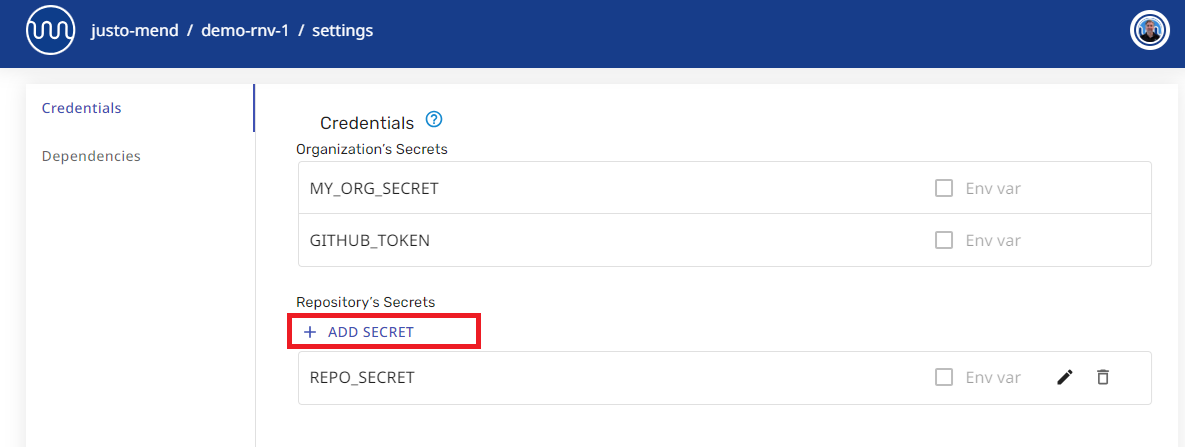 justo-mend / demo-rnv-1 / settings
Credentials
Dependencies
Credentials ?
Organization’s Secrets
MY_ORG_SECRET Env var
GITHUB_TOKEN Env var
Repository’s Secrets
+ ADD SECRET
REPO_SECRET Env var